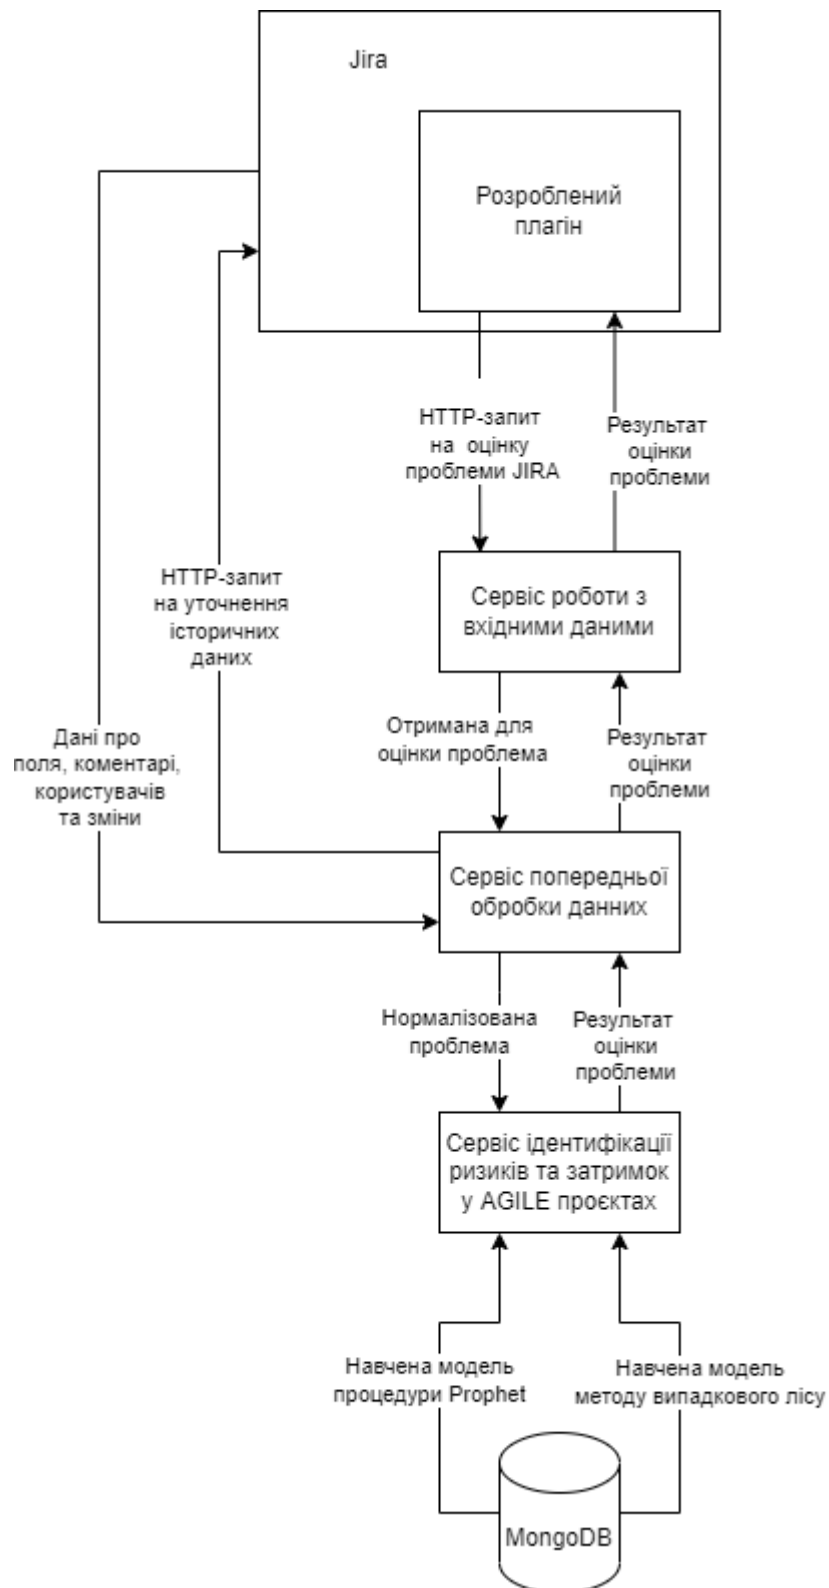 Jira
Розроблений
плагін
HTTP-запит
на оцінку
проблеми JIRA
Результат
оцінки
проблеми
Сервіс роботи з
вхідними даними
HTTP-запит
на уточнення
історичних
даних
Отримана для
оцінки проблема
Результат
оцінки
проблеми
Дані про
поля, коментарі,
користувачів
та зміни
Сервіс попередньої
обробки данних
Нормалізована
проблема
Результат
оцінки
проблеми
Сервіс ідентифікації
ризиків та затримок
у AGILE проєктах
Навчена модель
процедури Prophet
Навчена модель
методу випадкового лісу
MongoDB